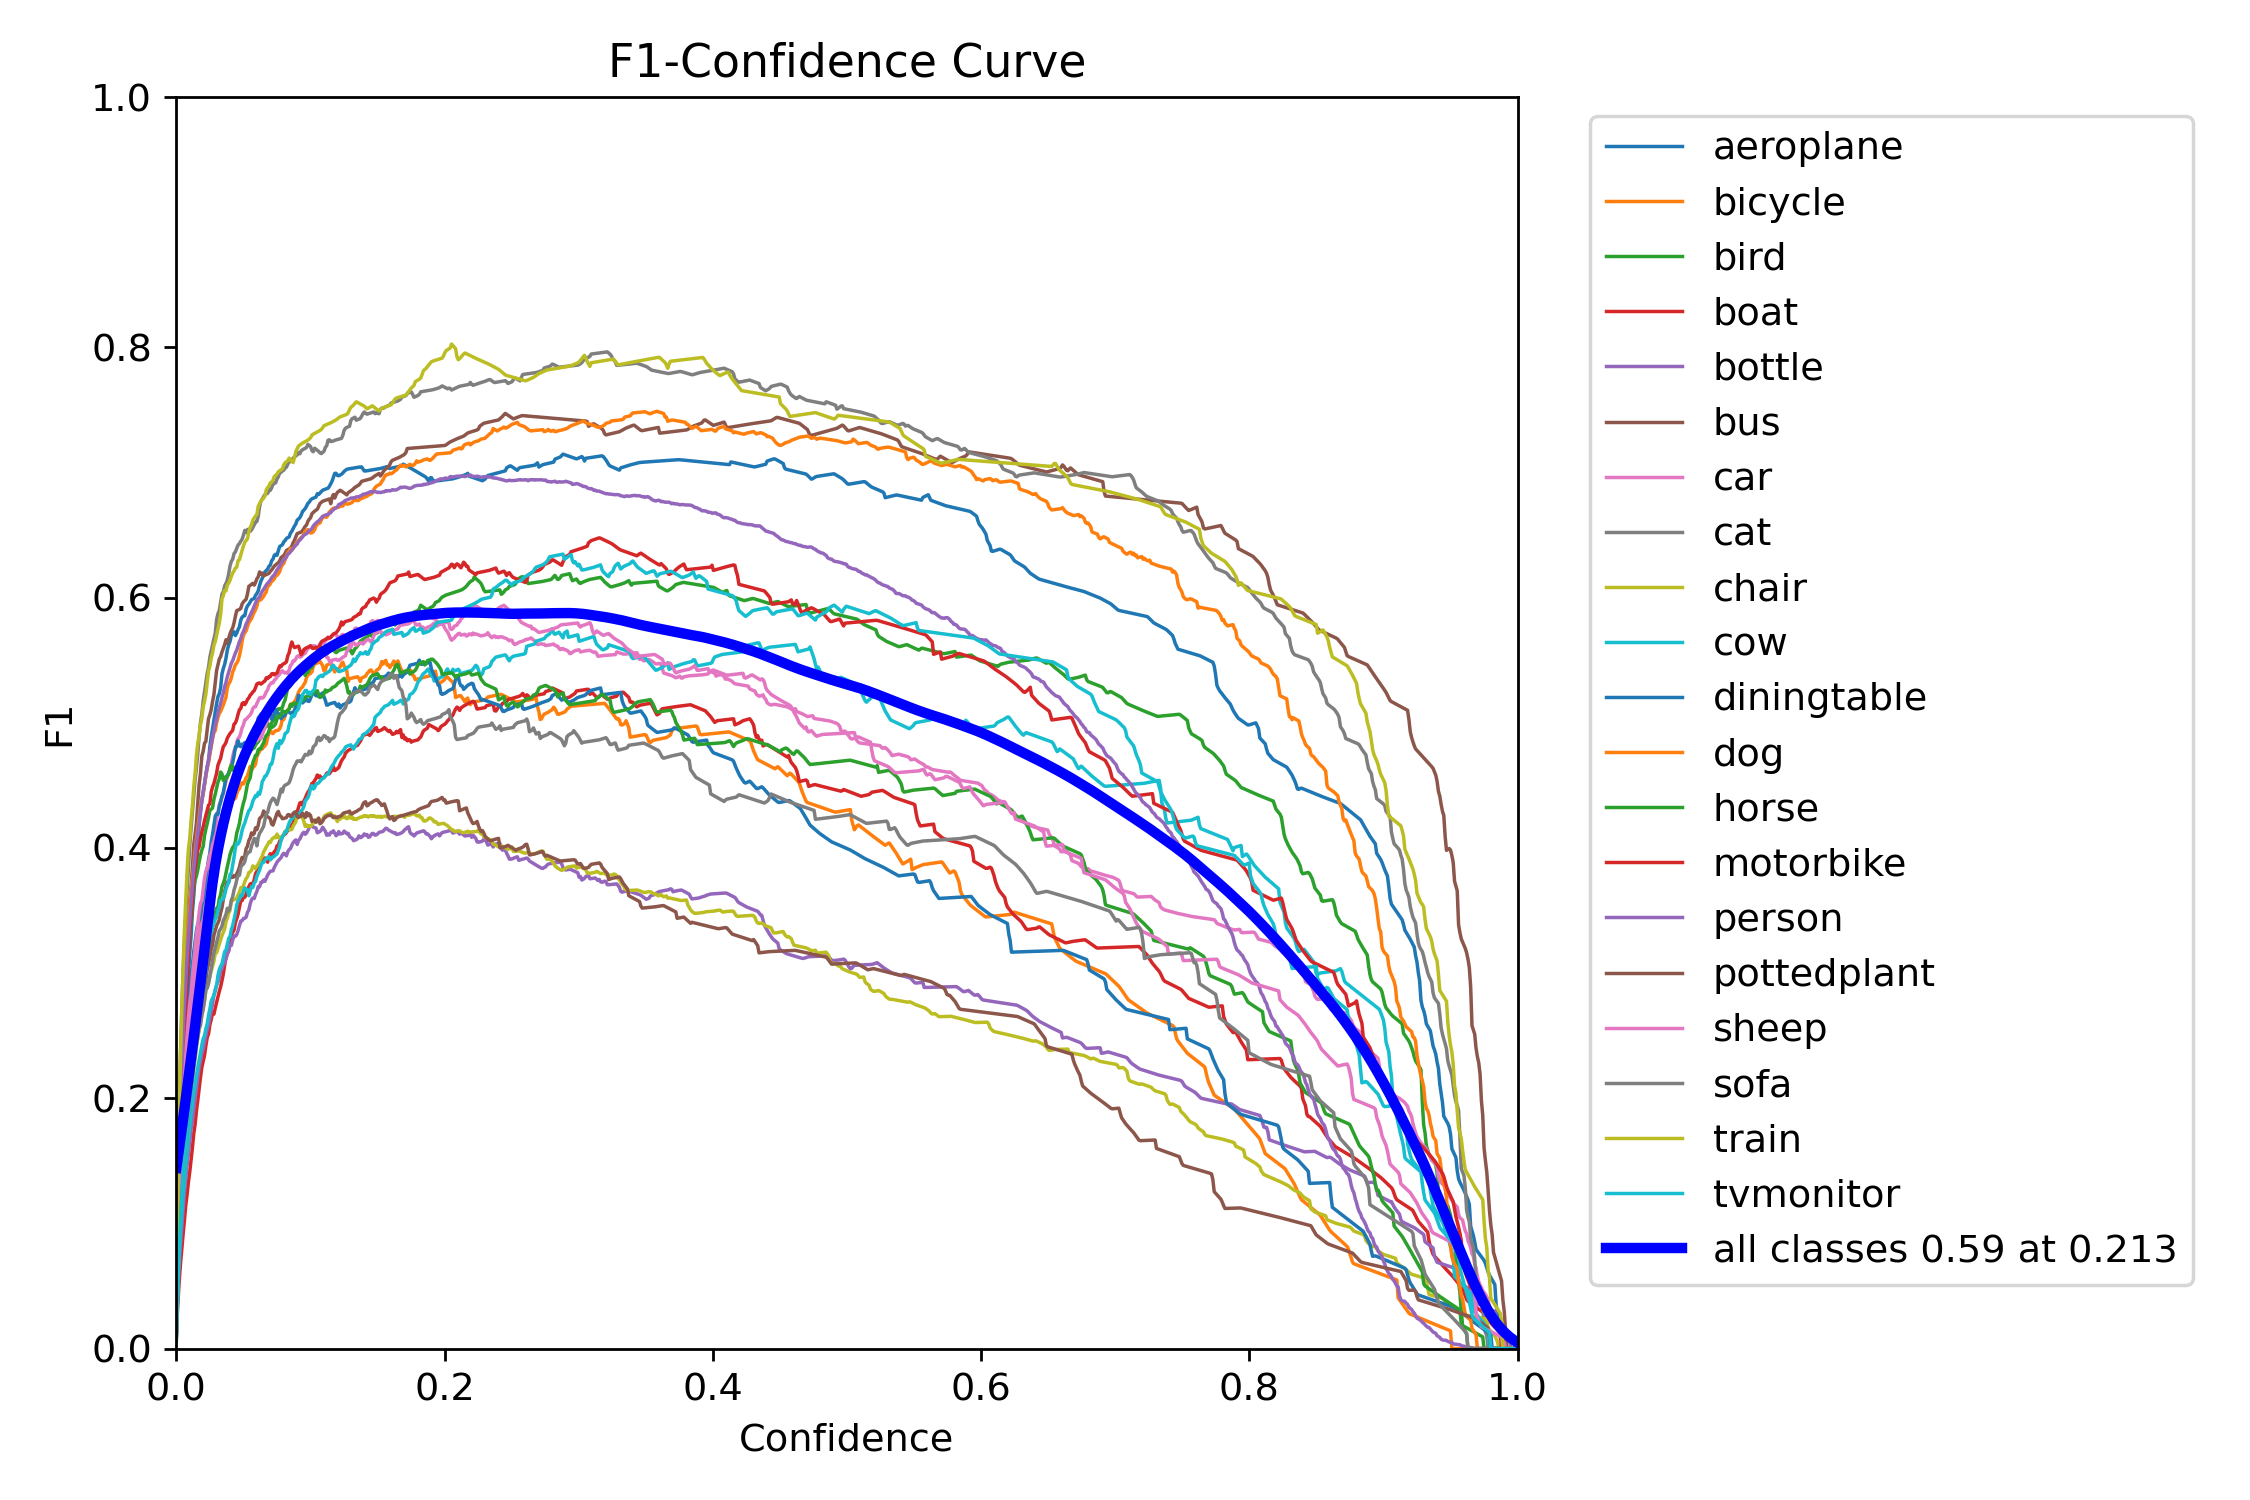 F1-Confidence Curve
1.0
0.8
0.6
0.4
0.2
0.0
F1
0.0 0.2 0.4 0.6 0.8 1.0
Confidence
aeroplane
bicycle
bird
boat
bottle
bus
car
cat
chair
cow
diningtable
dog
horse
motorbike
person
pottedplant
sheep
sofa
train
tvmonitor
all classes 0.59 at 0.213